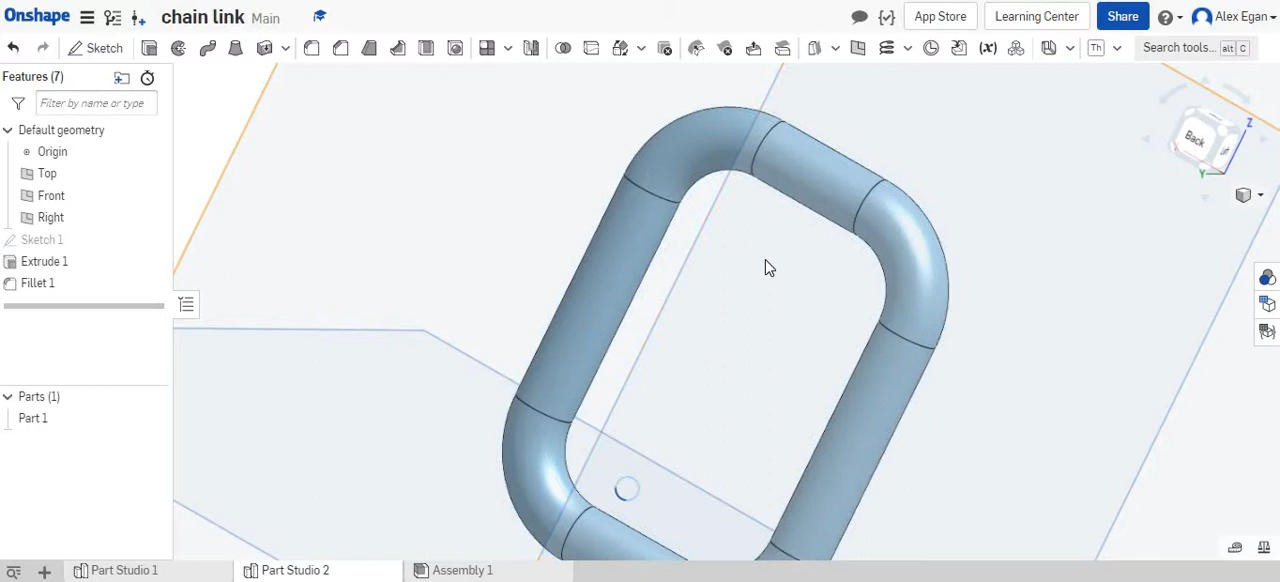 Onshape chain link Main App Store Learning Center Share Alex Egan
Sketch Th Search tools... alt C
Features (7)
Filter by name or type
Default geometry
Origin
Top
Front
Right
Sketch 1
Extrude 1
Fillet 1
Parts (1)
Part 1
Z
Back
Y
Part Studio 1 Part Studio 2 Assembly 1